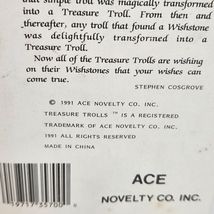 that simple troll was magically transformed
into a Treasure Troll. From then and
thereafter, any troll that found a Wishstone
was delightfully transformed into a
Treasure Troll.
Now all of the Treasure Trolls are wishing
on their Wishstones that your wishes can
come true.
STEPHEN COSGROVE
© 1991 ACE NOVELTY CO. INC.
TREASURE TROLLS ™ IS A REGISTERED
TRADEMARK OF ACE NOVELTY CO. INC.
1991 ALL RIGHTS RESERVED
MADE IN CHINA
ACE
NOVELTY CO. INC.